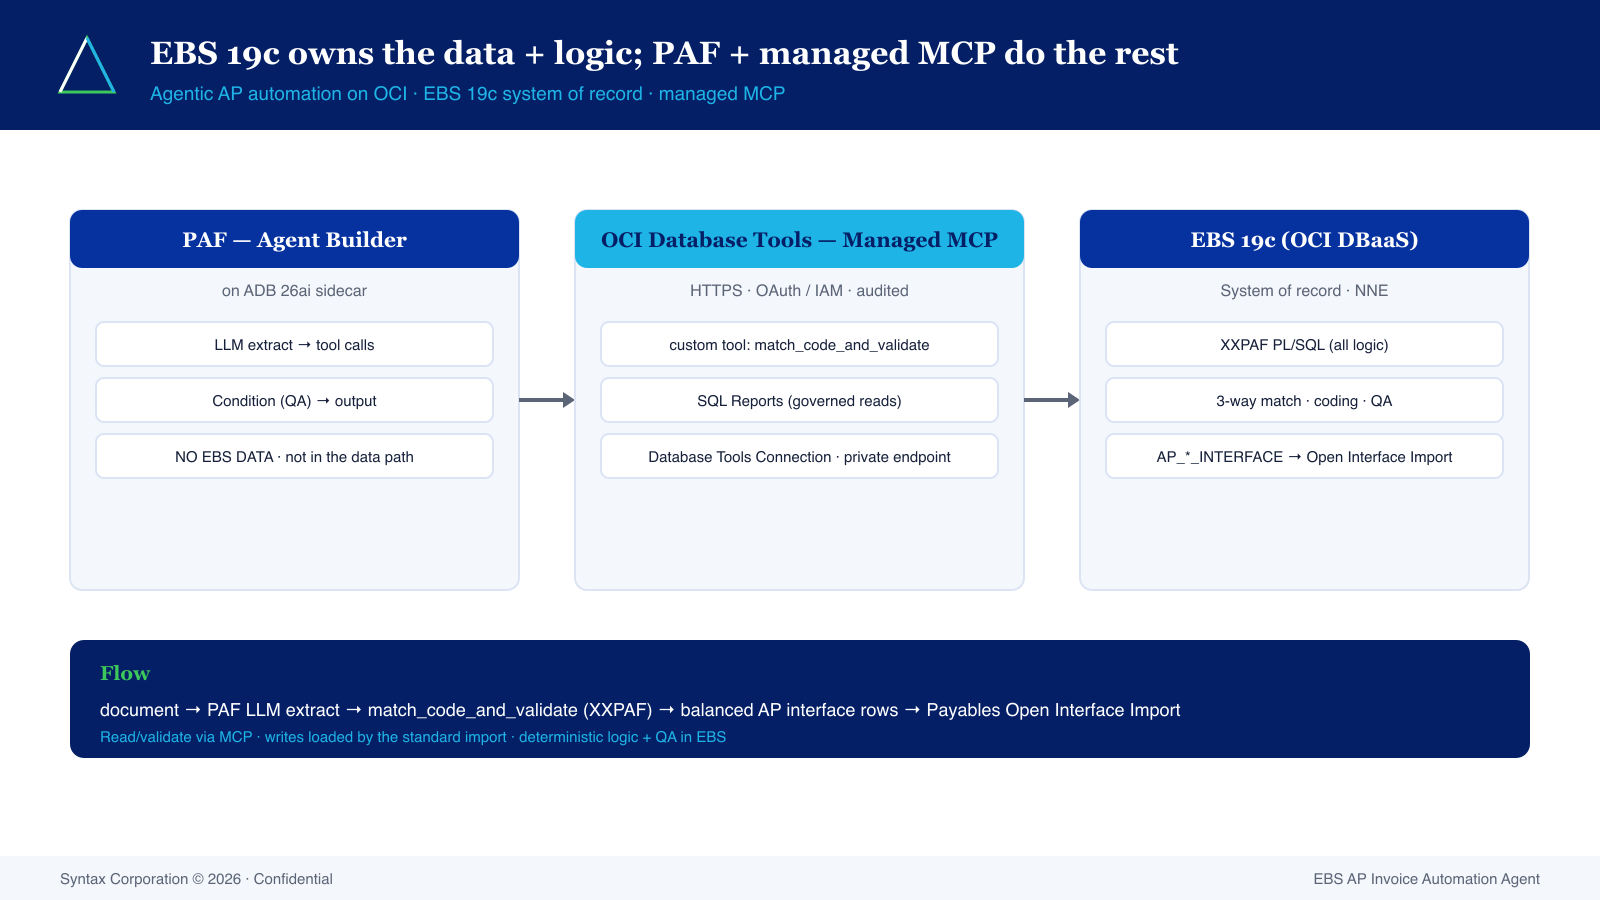 EBS 19c owns the data + logic; PAF + managed MCP do the rest
Agentic AP automation on OCI · EBS 19c system of record · managed MCP
PAF — Agent Builder
on ADB 26ai sidecar
LLM extract → tool calls
Condition (QA) → output
NO EBS DATA · not in the data path
OCI Database Tools — Managed MCP
HTTPS · OAuth / IAM · audited
custom tool: match_code_and_validate
SQL Reports (governed reads)
Database Tools Connection · private endpoint
EBS 19c (OCI DBaaS)
System of record · NNE
XXPAF PL/SQL (all logic)
3-way match · coding · QA
AP_*_INTERFACE → Open Interface Import
Flow
document → PAF LLM extract → match_code_and_validate (XXPAF) → balanced AP interface rows → Payables Open Interface Import
Read/validate via MCP · writes loaded by the standard import · deterministic logic + QA in EBS
Syntax Corporation © 2026 · Confidential
EBS AP Invoice Automation Agent